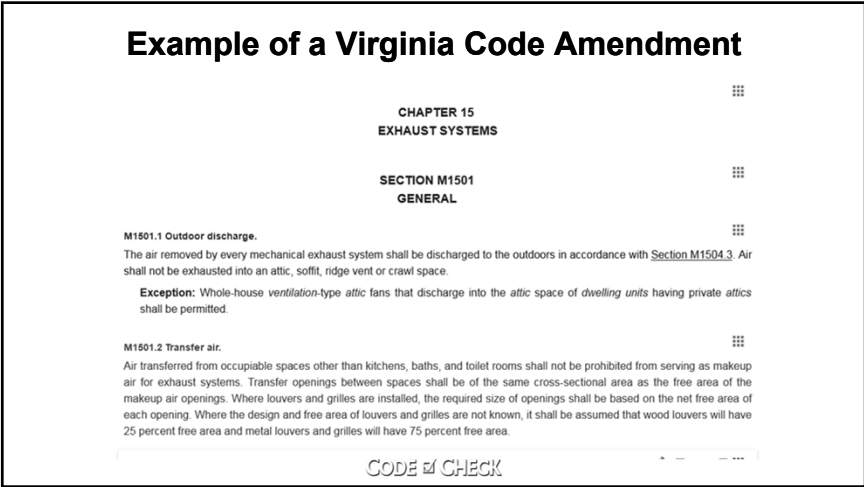 Example of a Virginia Code Amendment
CHAPTER 15
EXHAUST SYSTEMS
SECTION M1501
GENERAL
M1501.1 Outdoor discharge.
The air removed by every mechanical exhaust system shall be discharged to the outdoors in accordance with Section M1504.3. Air
shall not be exhausted into an attic, soffit, ridge vent or crawl space.
Exception: Whole-house ventilation-type attic fans that discharge into the attic space of dwelling units having private attics
shall be permitted.
M1501.2 Transfer air.
Air transferred from occupiable spaces other than kitchens, baths, and toilet rooms shall not be prohibited from serving as makeup
air for exhaust systems. Transfer openings between spaces shall be of the same cross-sectional area as the free area of the
makeup air openings. Where louvers and grilles are installed, the required size of openings shall be based on the net free area of
each opening. Where the design and free area of louvers and grilles are not known, it shall be assumed that wood louvers will have
25 percent free area and metal louvers and grilles will have 75 percent free area.
CODE CHECK